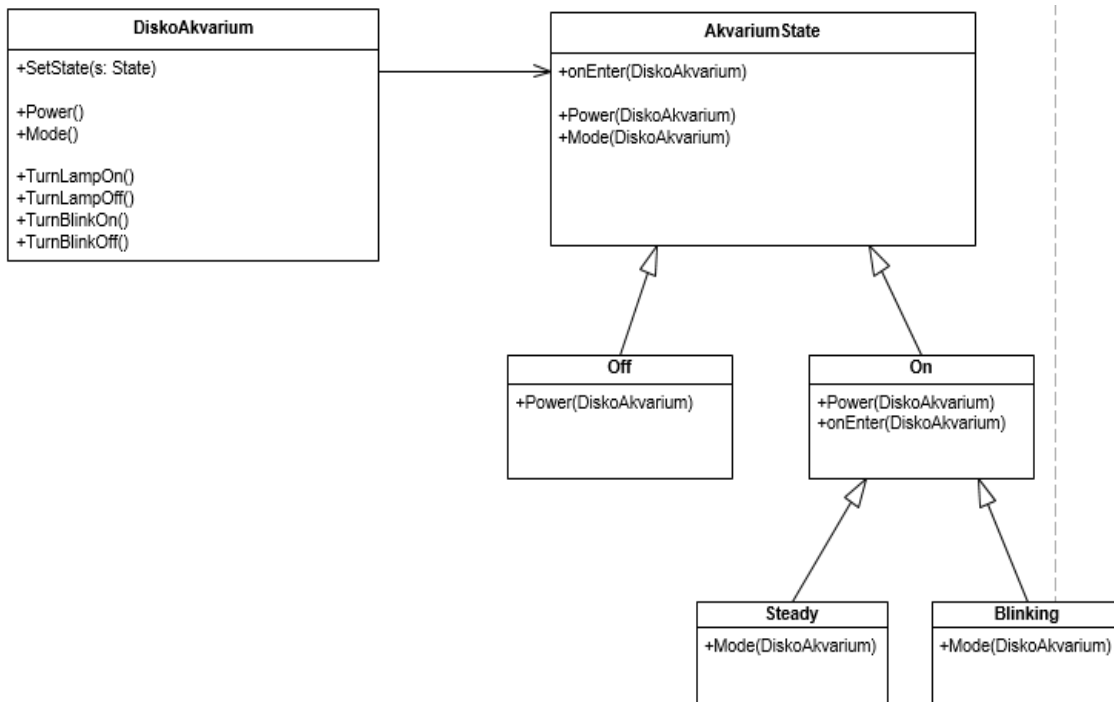 DiskoAkvarium
+SetState(s: State)
+Power()
+Mode()
+TurnLampOn()
+TurnLampOff()
+TurnBlinkOn()
+TurnBlinkOff()
AkvariumState
+onEnter(DiskoAkvarium)
+Power(DiskoAkvarium)
+Mode(DiskoAkvarium)
Off
+Power(DiskoAkvarium)
On
+Power(DiskoAkvarium)
+onEnter(DiskoAkvarium)
Steady
+Mode(DiskoAkvarium)
Blinking
+Mode(DiskoAkvarium)